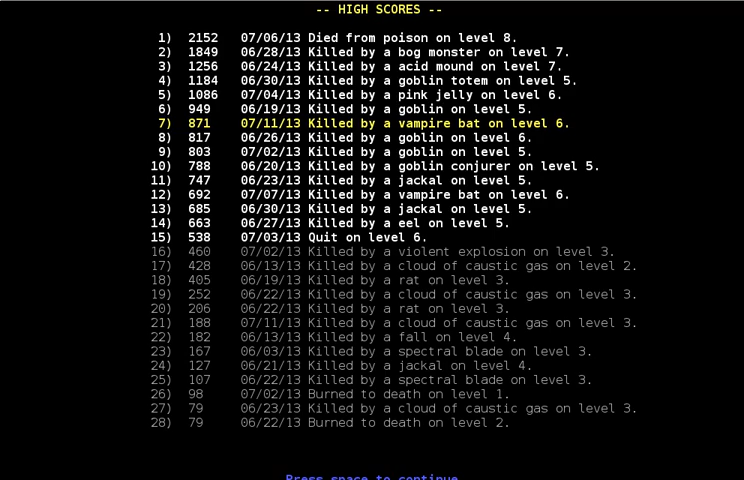 -- HIGH SCORES --
1) 2152 07/06/13 Died from poison on level 8.
2) 1849 06/28/13 Killed by a bog monster on level 7.
3) 1256 06/24/13 Killed by a acid mound on level 7.
4) 1184 06/30/13 Killed by a goblin totem on level 5.
5) 1086 07/04/13 Killed by a pink jelly on level 6.
6) 949 06/19/13 Killed by a goblin on level 5.
7) 871 07/11/13 Killed by a vampire bat on level 6.
8) 817 06/26/13 Killed by a goblin on level 6.
9) 803 07/02/13 Killed by a goblin on level 5.
10) 788 06/20/13 Killed by a goblin conjurer on level 5.
11) 747 06/23/13 Killed by a jackal on level 5.
12) 692 07/07/13 Killed by a vampire bat on level 6.
13) 685 06/30/13 Killed by a jackal on level 5.
14) 663 06/27/13 Killed by a eel on level 5.
15) 538 07/03/13 Quit on level 6.
16) 460 07/02/13 Killed by a violent explosion on level 3.
17) 428 06/13/13 Killed by a cloud of caustic gas on level 2.
18) 405 06/19/13 Killed by a rat on level 3.
19) 252 06/22/13 Killed by a cloud of caustic gas on level 3.
20) 206 06/22/13 Killed by a rat on level 3.
21) 188 07/11/13 Killed by a cloud of caustic gas on level 3.
22) 182 06/13/13 Killed by a fall on level 4.
23) 167 06/03/13 Killed by a spectral blade on level 3.
24) 127 06/21/13 Killed by a jackal on level 4.
25) 107 06/22/13 Killed by a spectral blade on level 3.
26) 98 07/02/13 Burned to death on level 1.
27) 79 06/23/13 Killed by a cloud of caustic gas on level 3.
28) 79 06/22/13 Burned to death on level 2.
Press space to continue